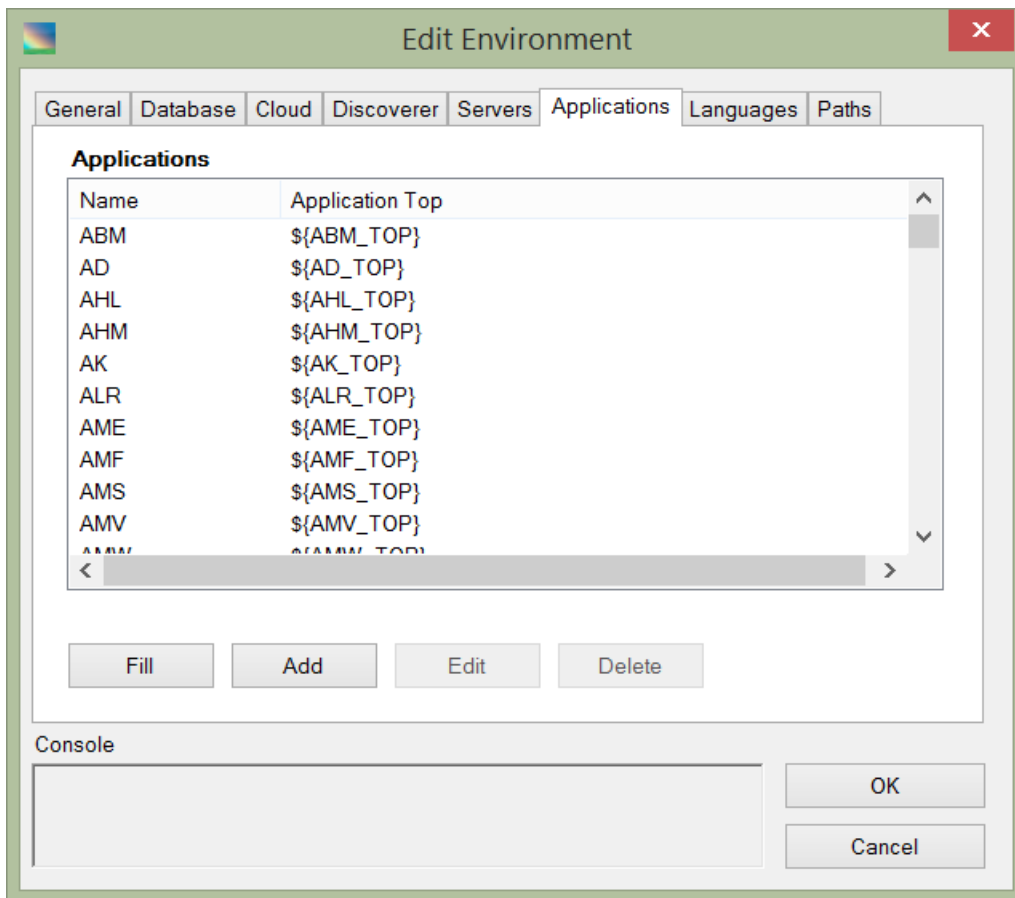 Edit Environment
General Database Cloud Discoverer Servers Applications Languages Paths
Applications
Name Application Top
ABM ${ABM_TOP}
AD ${AD_TOP}
AHL ${AHL_TOP}
AHM ${AHM_TOP}
AK ${AK_TOP}
ALR ${ALR_TOP}
AME ${AME_TOP}
AMF ${AMF_TOP}
AMS ${AMS_TOP}
AMV ${AMV_TOP}
AMW ${AMW_TOP}
Fill Add Edit Delete
Console
OK
Cancel